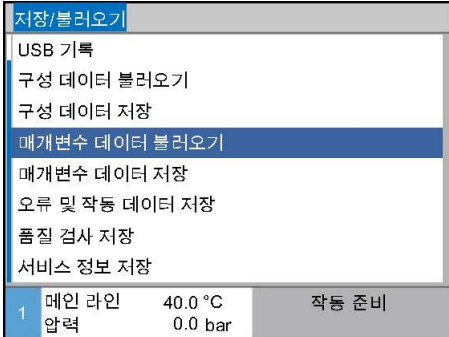 저장/불러오기
USB 기록
구성 데이터 불러오기
구성 데이터 저장
매개변수 데이터 불러오기
매개변수 데이터 저장
오류 및 작동 데이터 저장
품질 검사 저장
서비스 정보 저장
1 메인 라인 40.0 °C 작동 준비
압력 0.0 bar